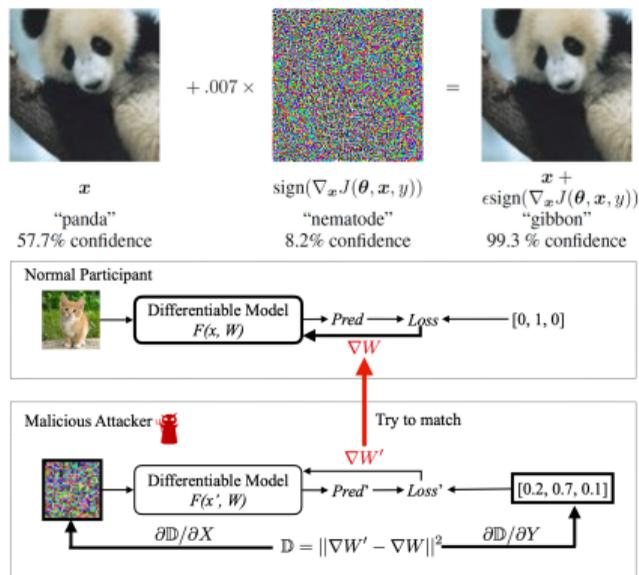 + .007 × =
x sign(∇ₓJ(θ, x, y)) x +
ϵsign(∇ₓJ(θ, x, y))
“panda” “nematode” “gibbon”
57.7% confidence 8.2% confidence 99.3 % confidence
Normal Participant
Differentiable Model
F(x, W)
Pred Loss [0, 1, 0]
∇W
Malicious Attacker
Try to match
∇W′
Differentiable Model
F(x′, W)
Pred' Loss' [0.2, 0.7, 0.1]
∂𝔻/∂X 𝔻 = ||∇W′ − ∇W||² ∂𝔻/∂Y